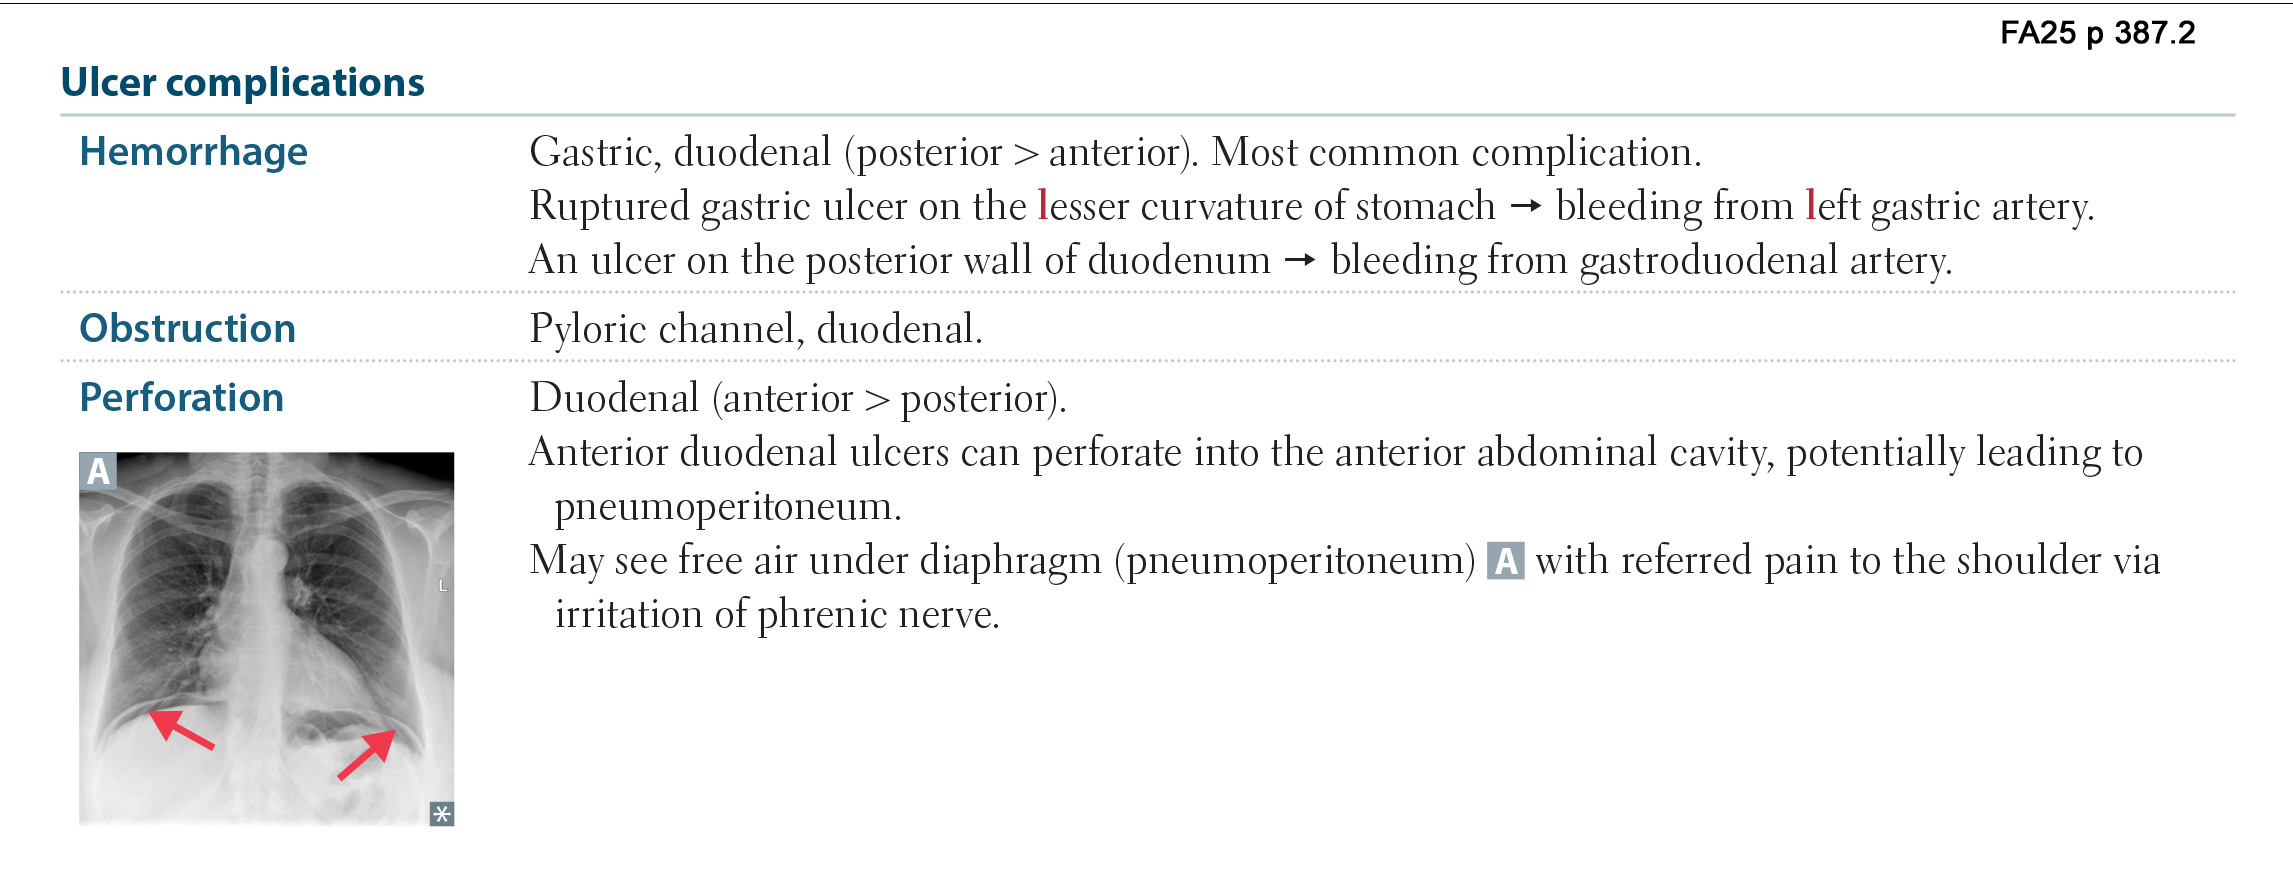 FA25 p 387.2
Ulcer complications
Hemorrhage
Gastric, duodenal (posterior > anterior). Most common complication.
Ruptured gastric ulcer on the lesser curvature of stomach → bleeding from left gastric artery.
An ulcer on the posterior wall of duodenum → bleeding from gastroduodenal artery.
Obstruction
Pyloric channel, duodenal.
Perforation
Duodenal (anterior > posterior).
Anterior duodenal ulcers can perforate into the anterior abdominal cavity, potentially leading to
pneumoperitoneum.
May see free air under diaphragm (pneumoperitoneum) A with referred pain to the shoulder via
irritation of phrenic nerve.
A
L
*